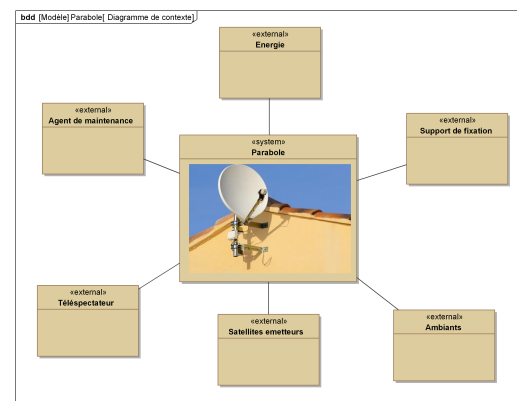 bdd [Modèle] Parabole[ Diagramme de contexte]
«external»
Energie
«external»
Agent de maintenance
«external»
Support de fixation
«system»
Parabole
«external»
Téléspectateur
«external»
Satellites emetteurs
«external»
Ambiants